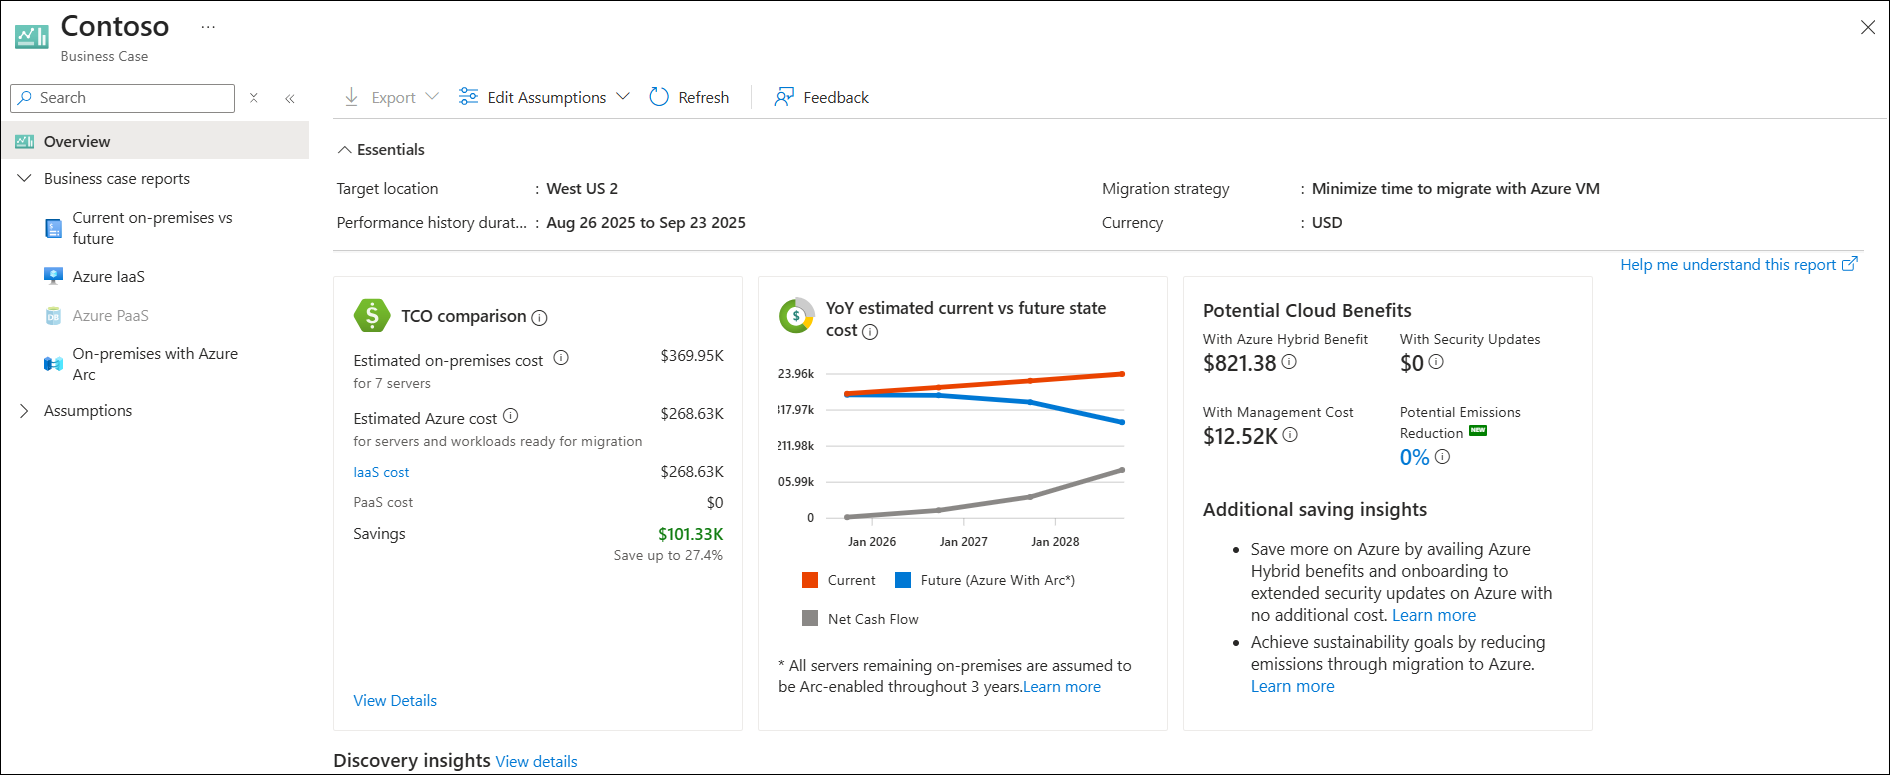 Contoso
...
Business Case
Search
Overview
Business case reports
Current on-premises vs
future
Azure IaaS
Azure PaaS
On-premises with Azure
Arc
Assumptions
Export
Edit Assumptions
Refresh
Feedback
Essentials
Target location : West US 2
Performance history durat... : Aug 26 2025 to Sep 23 2025
Migration strategy : Minimize time to migrate with Azure VM
Currency : USD
Help me understand this report
TCO comparison
Estimated on-premises cost $369.95K
for 7 servers
Estimated Azure cost $268.63K
for servers and workloads ready for migration
IaaS cost $268.63K
PaaS cost $0
Savings $101.33K
Save up to 27.4%
View Details
YoY estimated current vs future state
cost
23.96k
317.97k
211.98k
05.99k
0
Jan 2026 Jan 2027 Jan 2028
Current Future (Azure With Arc*)
Net Cash Flow
* All servers remaining on-premises are assumed to
be Arc-enabled throughout 3 years.Learn more
Potential Cloud Benefits
With Azure Hybrid Benefit
$821.38
With Security Updates
$0
With Management Cost
$12.52K
Potential Emissions
Reduction NEW
0%
Additional saving insights
• Save more on Azure by availing Azure
Hybrid benefits and onboarding to
extended security updates on Azure with
no additional cost. Learn more
• Achieve sustainability goals by reducing
emissions through migration to Azure.
Learn more
Discovery insights View details